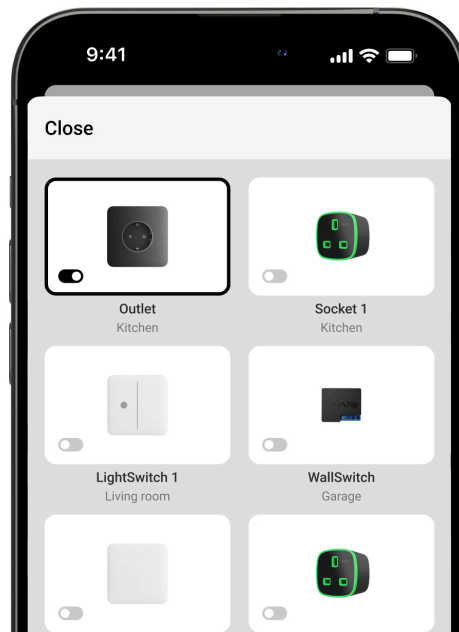 9:41
Close
Outlet
Kitchen
Socket 1
Kitchen
LightSwitch 1
Living room
WallSwitch
Garage